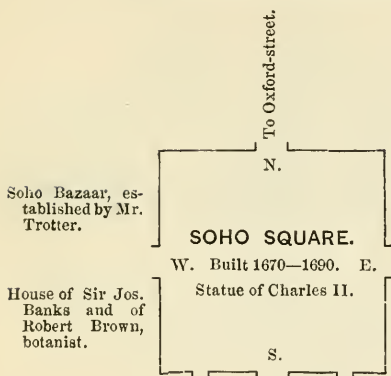 To Oxford-street.
N.
Soho Bazaar, es-
tablished by Mr.
Trotter.
SOHO SQUARE.
W. Built 1670—1690. E.
Statue of Charles II.
House of Sir Jos.
Banks and of
Robert Brown,
botanist.
S.